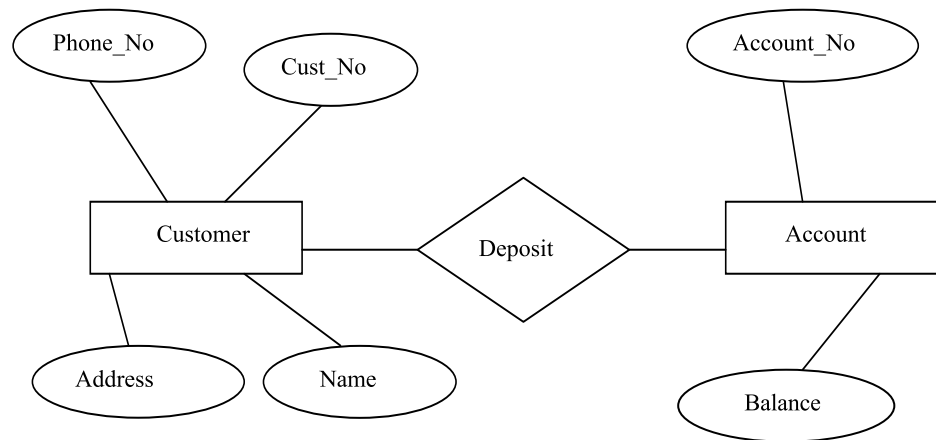 Phone_No
Cust_No
Account_No
Customer
Deposit
Account
Address
Name
Balance